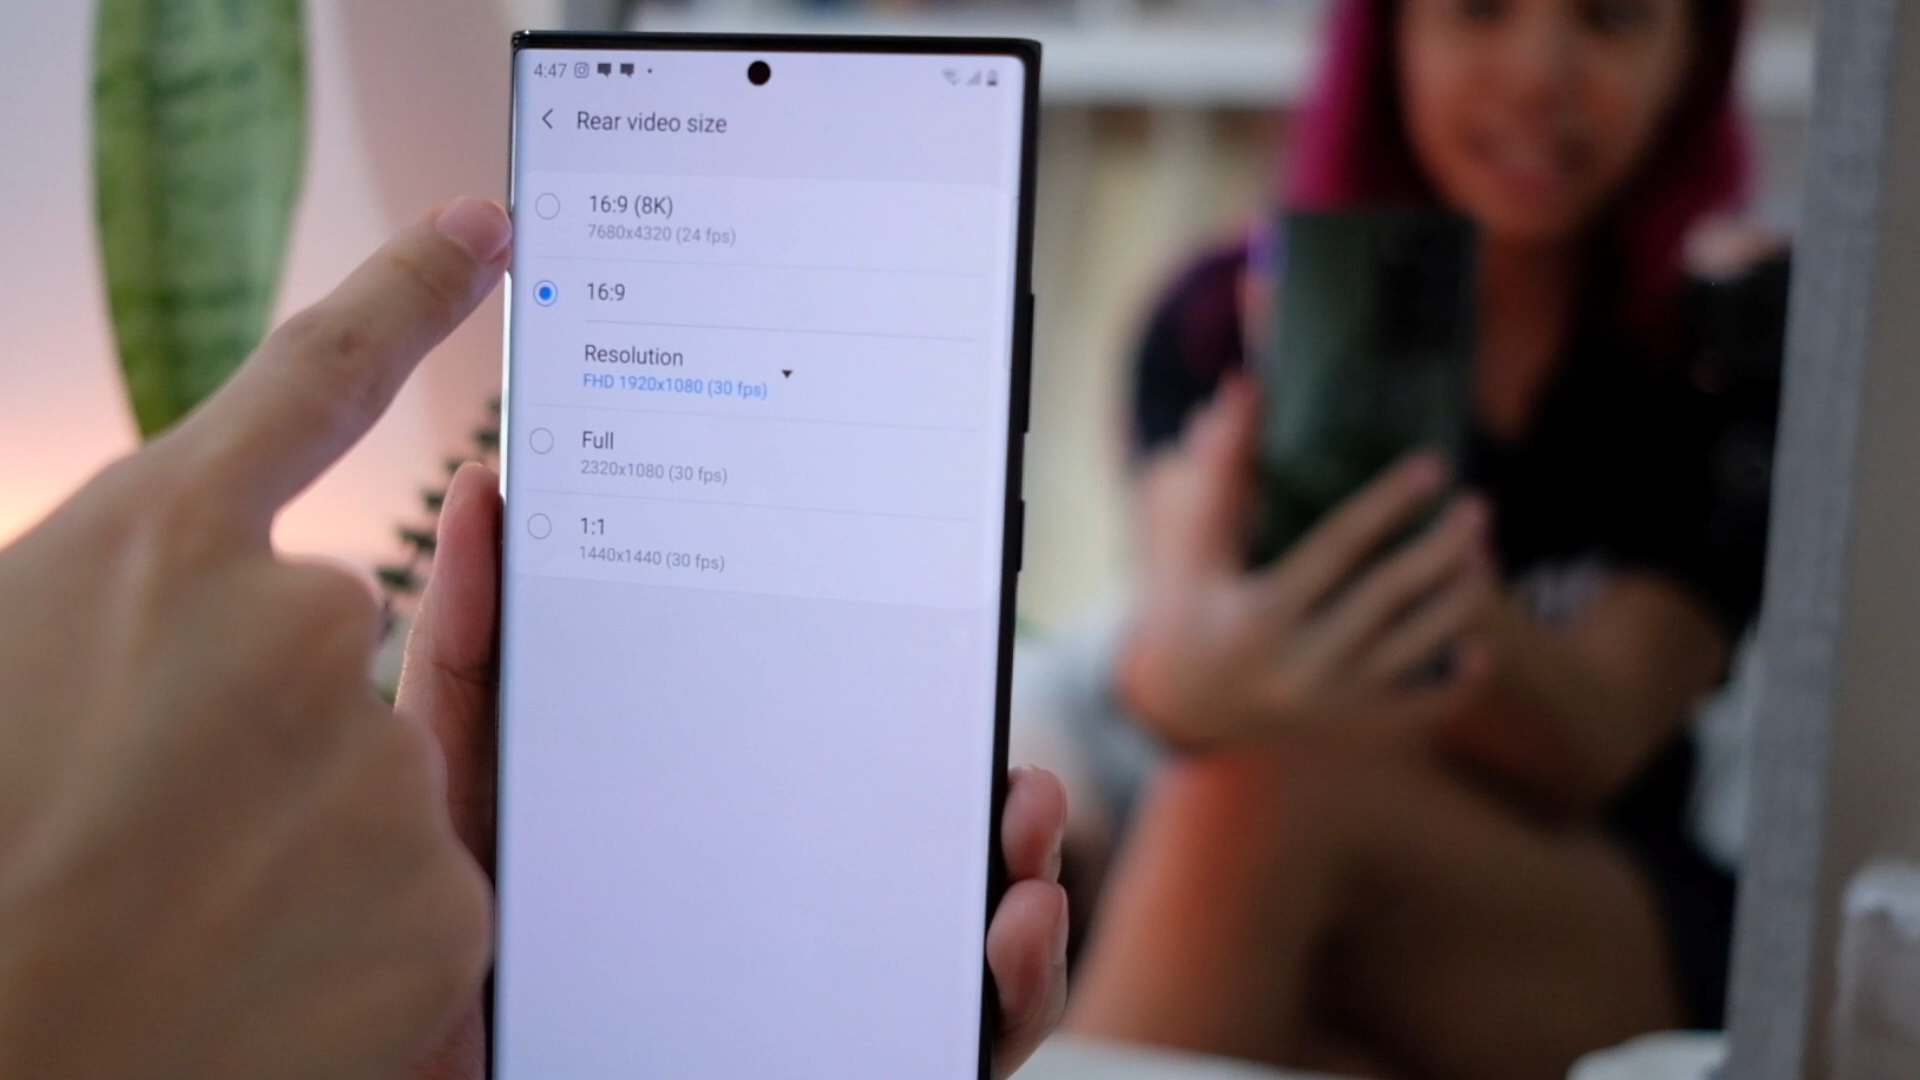 4:47
Rear video size
16:9 (8K)
7680x4320 (24 fps)
16:9
Resolution
FHD 1920x1080 (30 fps)
Full
2320x1080 (30 fps)
1:1
1440x1440 (30 fps)